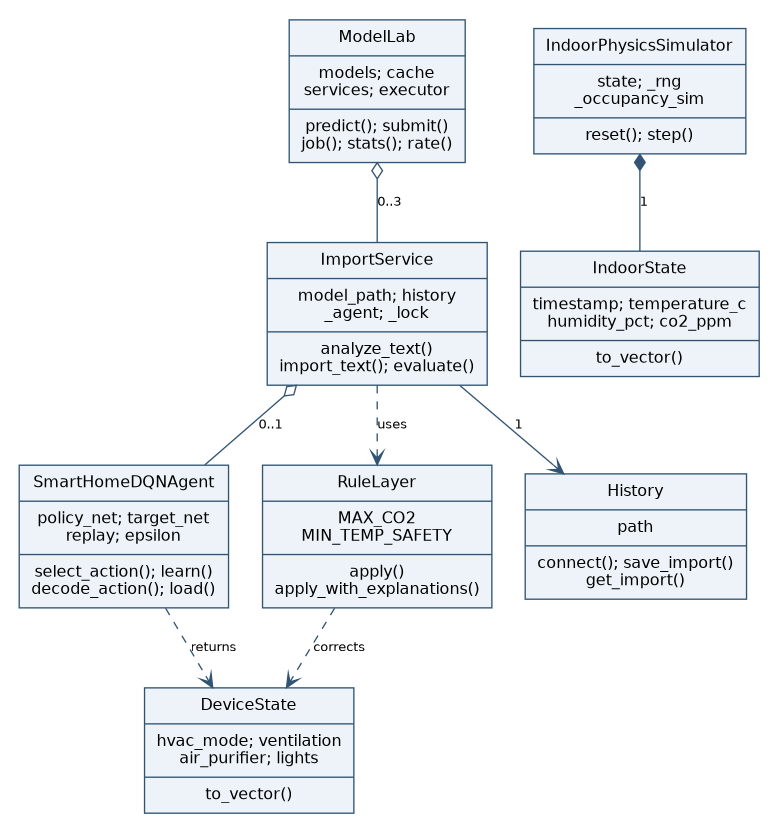 ModelLab
models; cache
services; executor
predict(); submit()
job(); stats(); rate()
IndoorPhysicsSimulator
state; _rng
_occupancy_sim
reset(); step()
0..3
1
ImportService
model_path; history
_agent; _lock
analyze_text()
import_text(); evaluate()
IndoorState
timestamp; temperature_c
humidity_pct; co2_ppm
to_vector()
0..1
uses
1
SmartHomeDQNAgent
policy_net; target_net
replay; epsilon
select_action(); learn()
decode_action(); load()
RuleLayer
MAX_CO2
MIN_TEMP_SAFETY
apply()
apply_with_explanations()
History
path
connect(); save_import()
get_import()
returns
corrects
DeviceState
hvac_mode; ventilation
air_purifier; lights
to_vector()